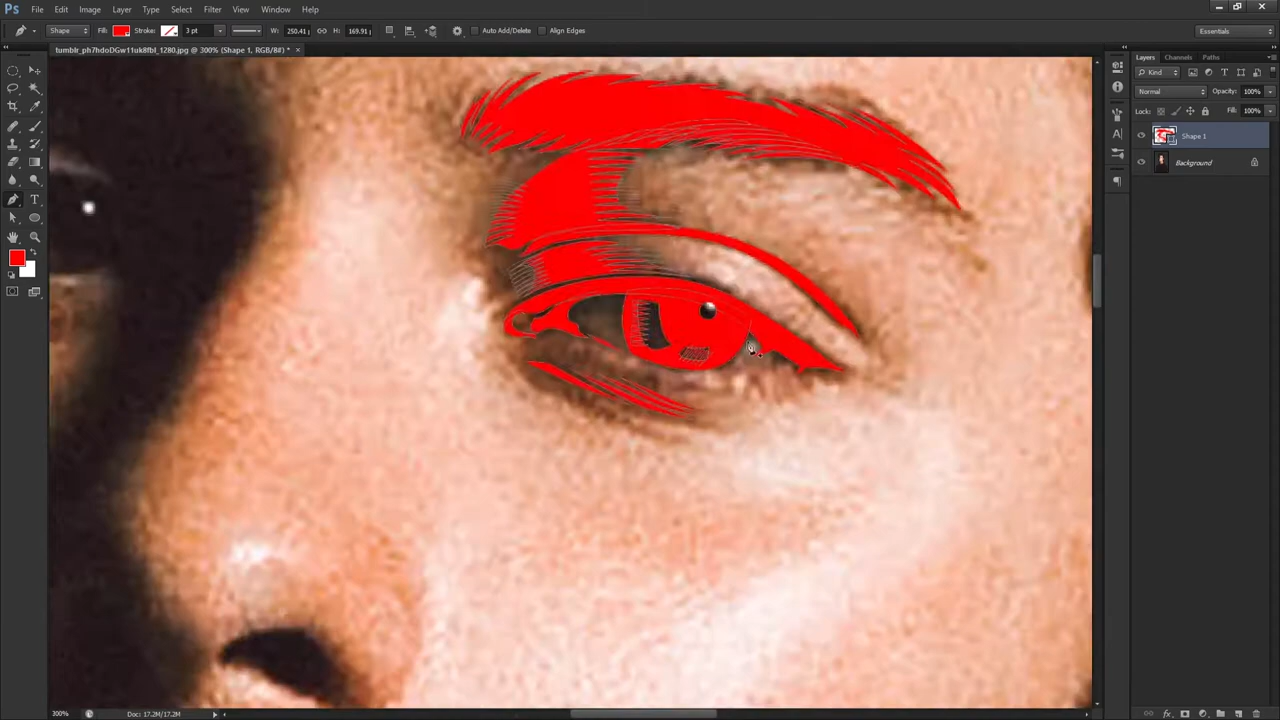 Ps File Edit Image Layer Type Select Filter View Window Help
Shape Fill: Stroke: 3 pt W: 250.41 H: 169.91 Auto Add/Delete Align Edges Essentials
tumblr_ph7hdoDGw11uk8fbl_1280.jpg @ 300% (Shape 1, RGB/8#) * ×
Layers Channels Paths
Kind
Normal Opacity: 100%
Lock: Fill: 100%
Shape 1
Background
300% Doc: 17.2M/17.2M